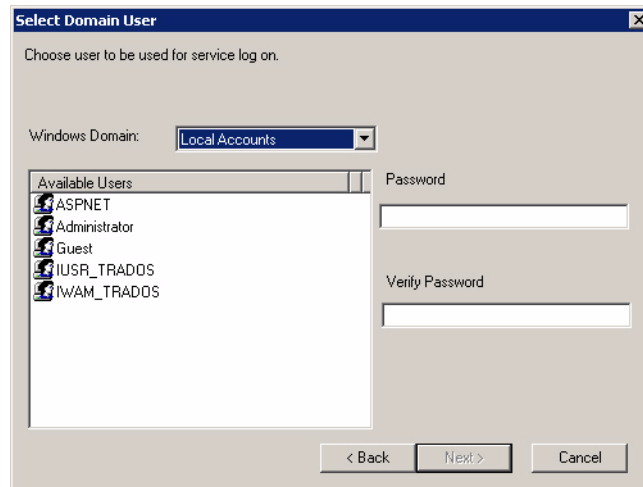 Select Domain User
Choose user to be used for service log on.
Windows Domain:
Local Accounts
Available Users
ASPNET
Administrator
Guest
IUSR_TRADOS
IWAM_TRADOS
Password
Verify Password
< Back
Next >
Cancel